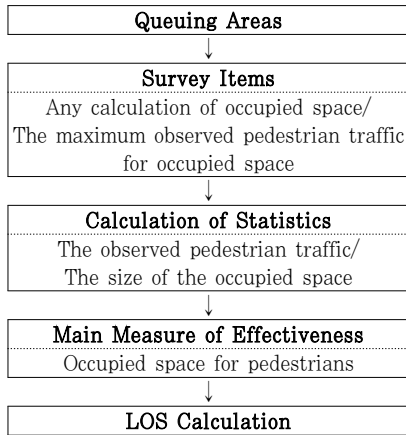 Queuing Areas
↓
Survey Items
Any calculation of occupied space/
The maximum observed pedestrian traffic
for occupied space
↓
Calculation of Statistics
The observed pedestrian traffic/
The size of the occupied space
↓
Main Measure of Effectiveness
Occupied space for pedestrians
↓
LOS Calculation